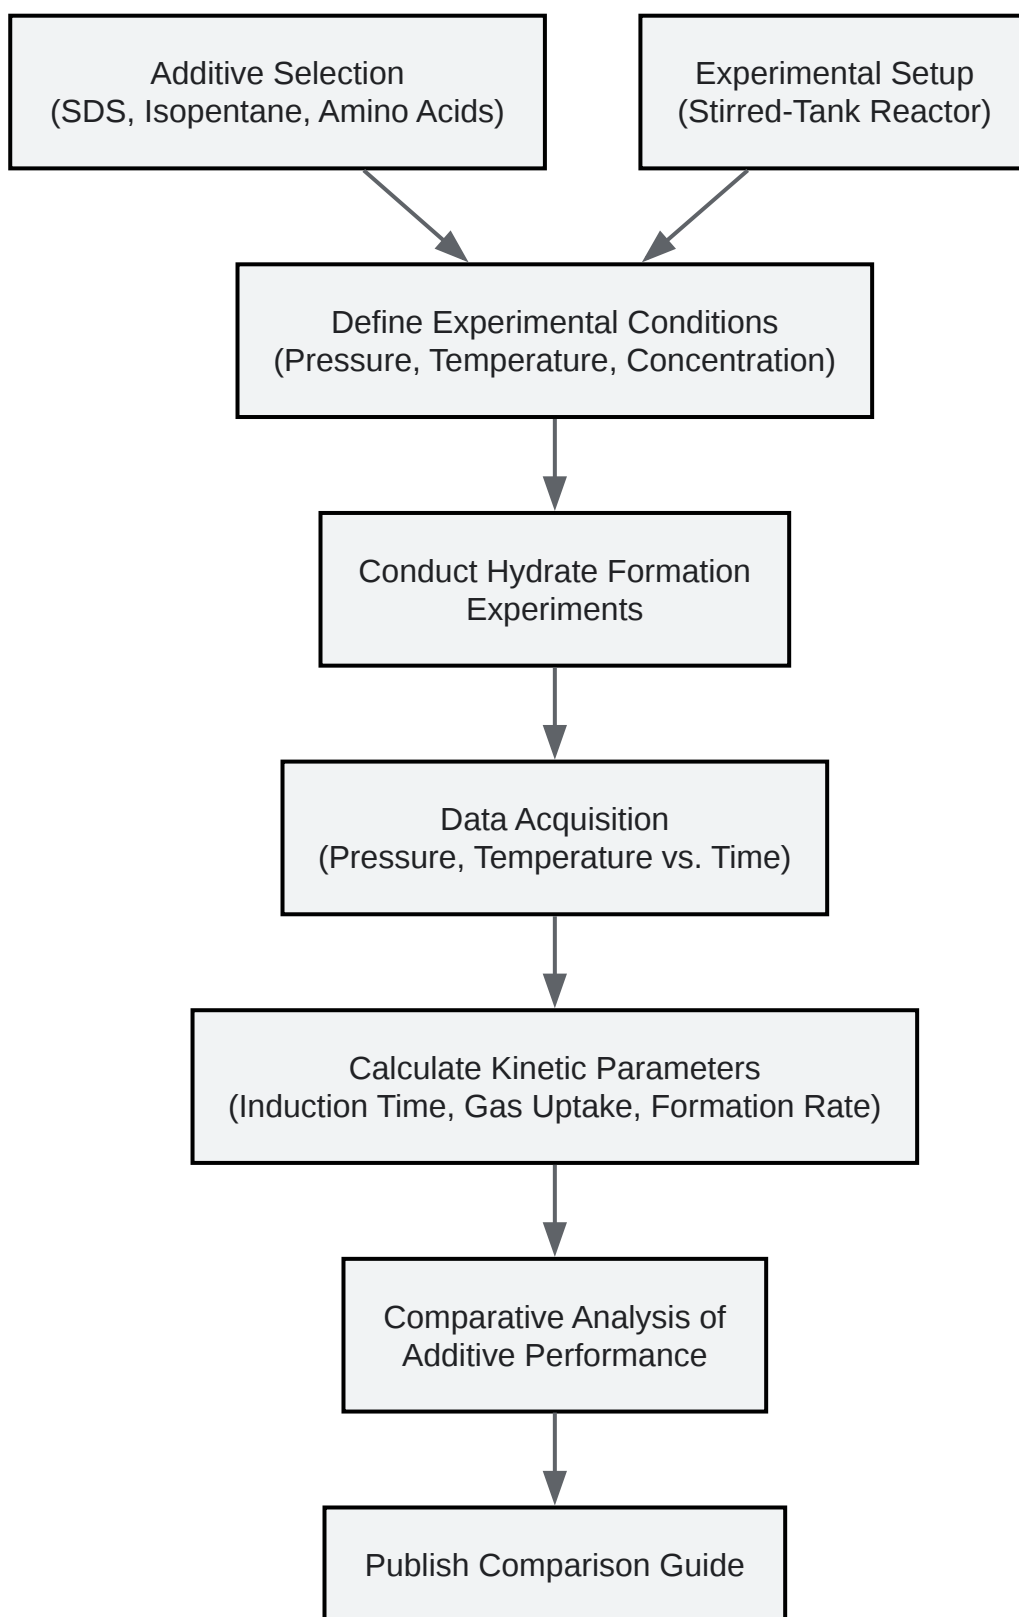 Additive Selection
(SDS, Isopentane, Amino Acids)
Experimental Setup
(Stirred-Tank Reactor)
Define Experimental Conditions
(Pressure, Temperature, Concentration)
Conduct Hydrate Formation
Experiments
Data Acquisition
(Pressure, Temperature vs. Time)
Calculate Kinetic Parameters
(Induction Time, Gas Uptake, Formation Rate)
Comparative Analysis of
Additive Performance
Publish Comparison Guide